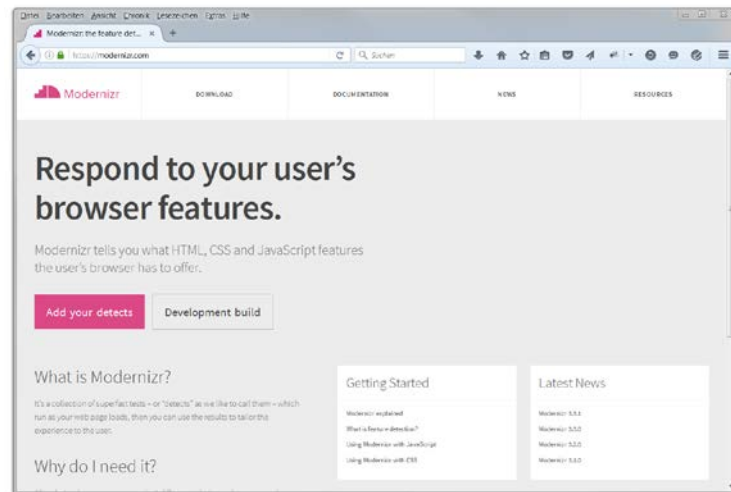 Datei Bearbeiten Ansicht Chronik Lesezeichen Extras Hilfe
Modernizr: the feature det... × +
https://modernizr.com
Suchen
Modernizr DOWNLOAD DOCUMENTATION NEWS RESOURCES
Respond to your user's
browser features.
Modernizr tells you what HTML, CSS and JavaScript features
the user's browser has to offer.
Add your detects Development build
What is Modernizr?
It's a collection of superfast tests – or "detects" as we like to call them – which
run as your web page loads, then you can use the results to tailor the
experience to the user.
Why do I need it?
Getting Started
Modernizr explained
What is feature detection?
Using Modernizr with JavaScript
Using Modernizr with CSS
Latest News
Modernizr
Modernizr
Modernizr
Modernizr